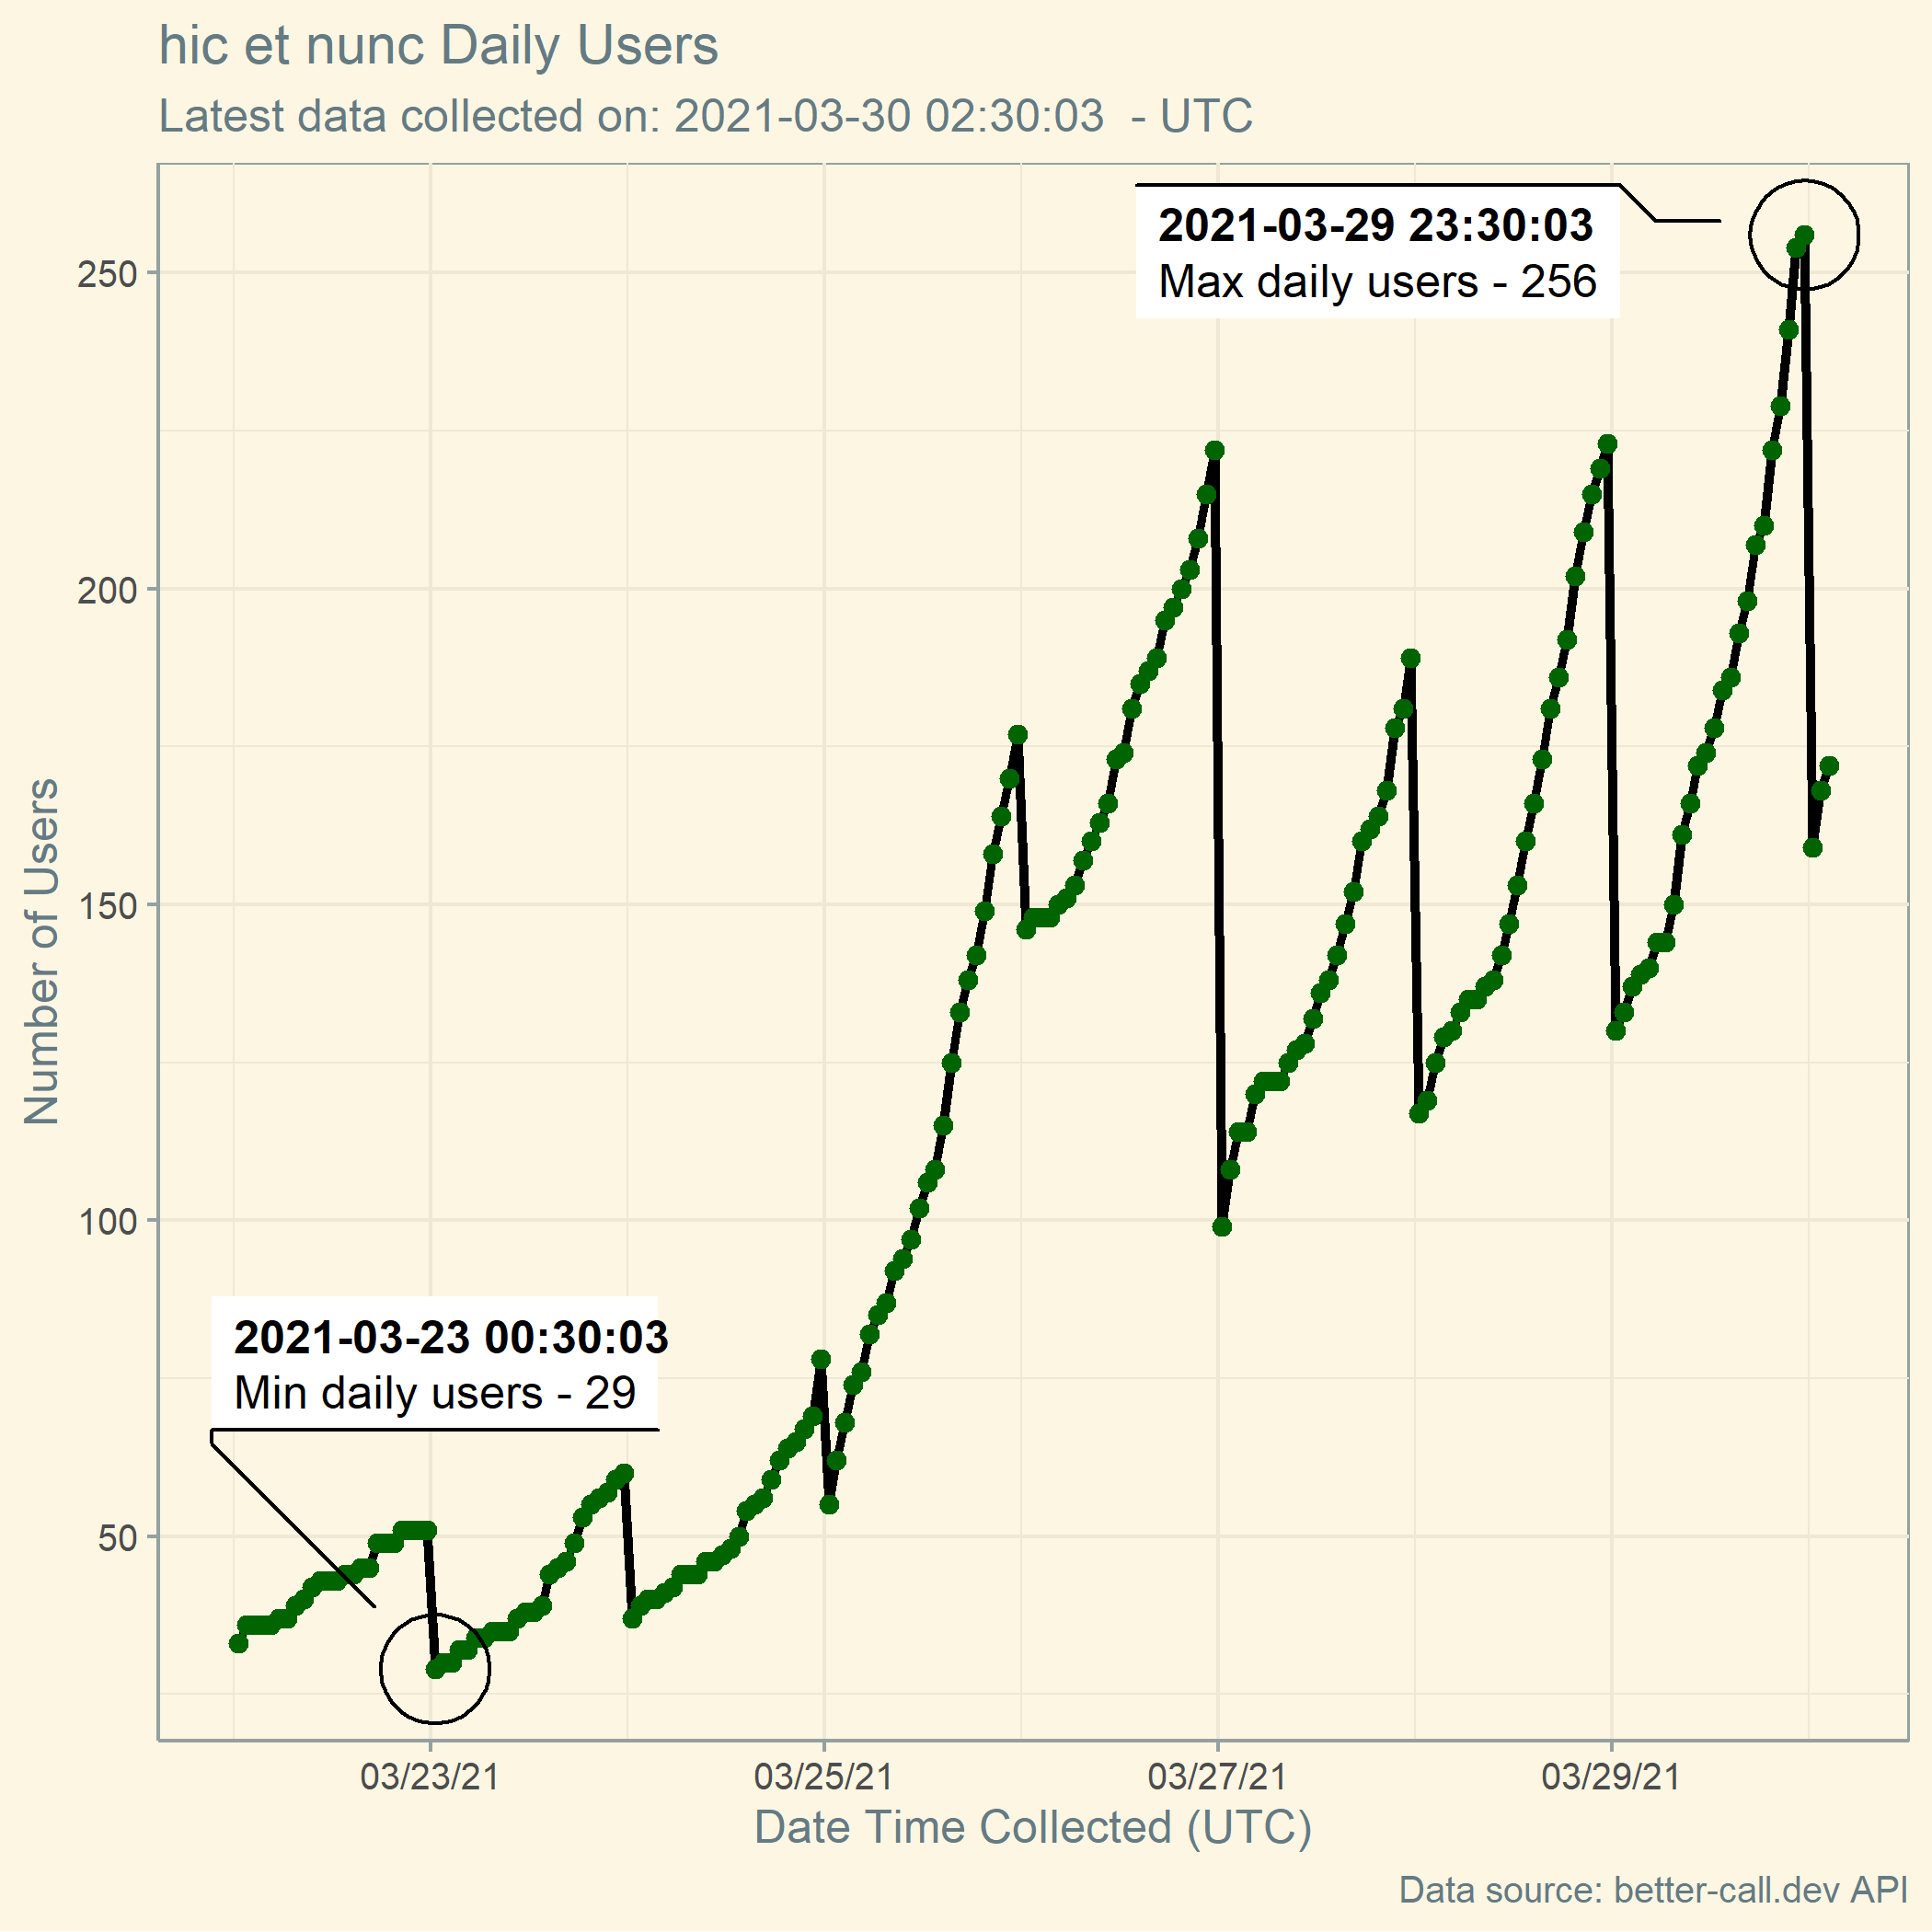 hic et nunc Daily Users
Latest data collected on: 2021-03-30 02:30:03  - UTC
2021-03-29 23:30:03
Max daily users - 256
250
200
150
100
50
Number of Users
2021-03-23 00:30:03
Min daily users - 29
03/23/21 03/25/21 03/27/21 03/29/21
Date Time Collected (UTC)
Data source: better-call.dev API